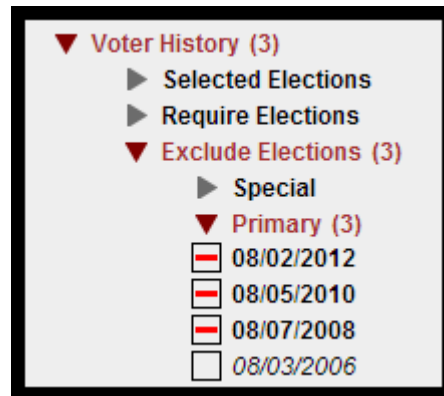 Voter History (3)
Selected Elections
Require Elections
Exclude Elections (3)
Special
Primary (3)
08/02/2012
08/05/2010
08/07/2008
08/03/2006